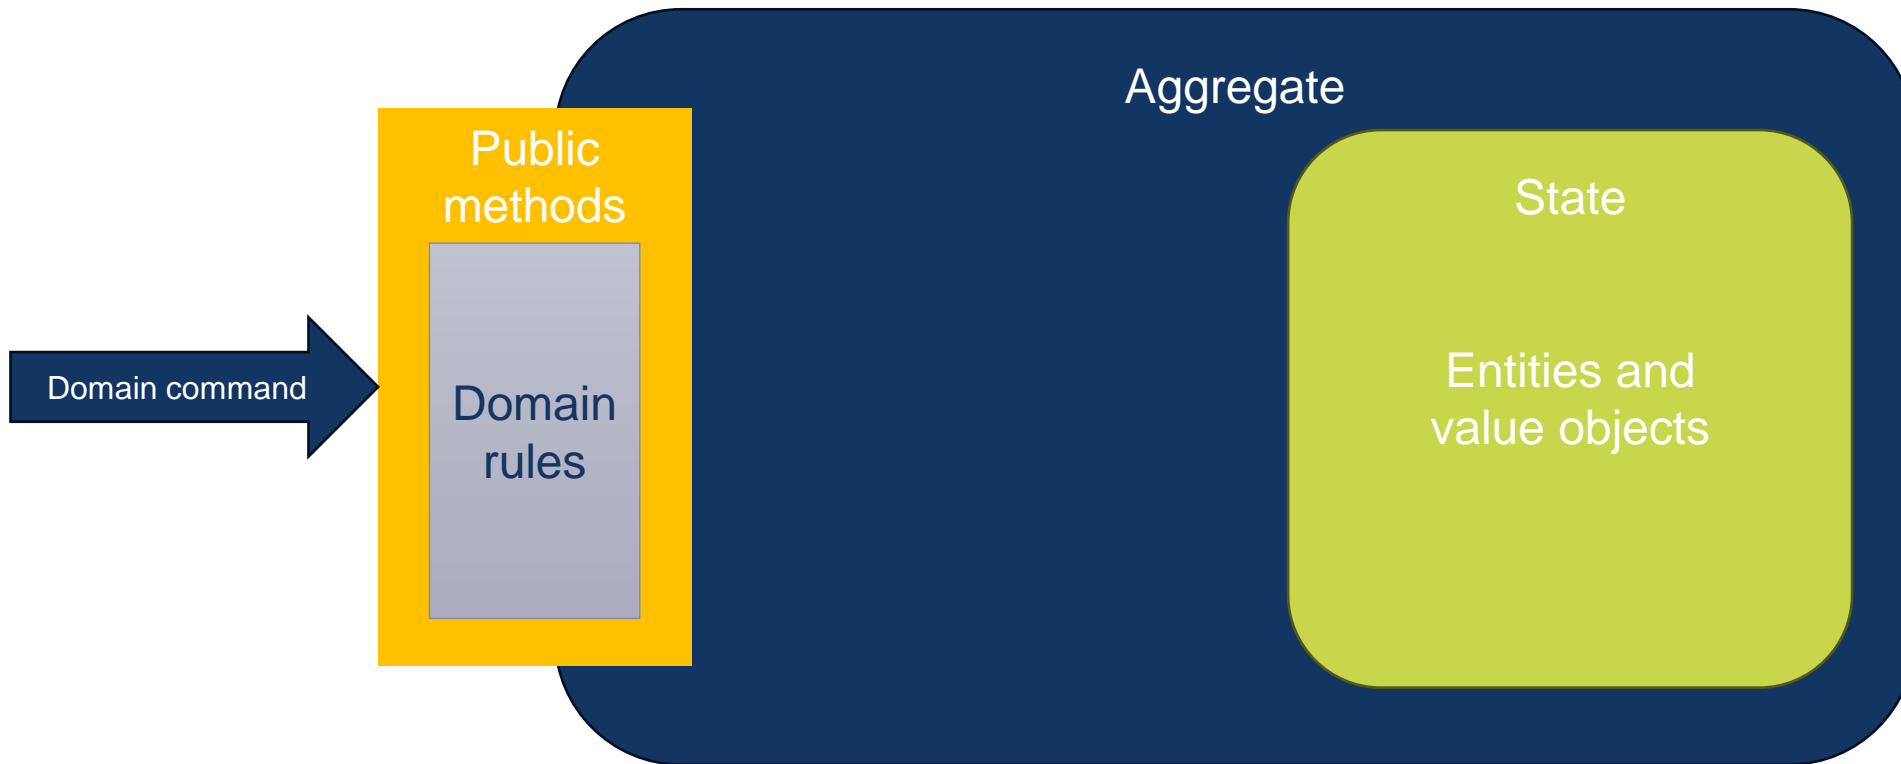 Aggregate
Public
methods
State
Domain command
Domain
rules
Entities and
value objects